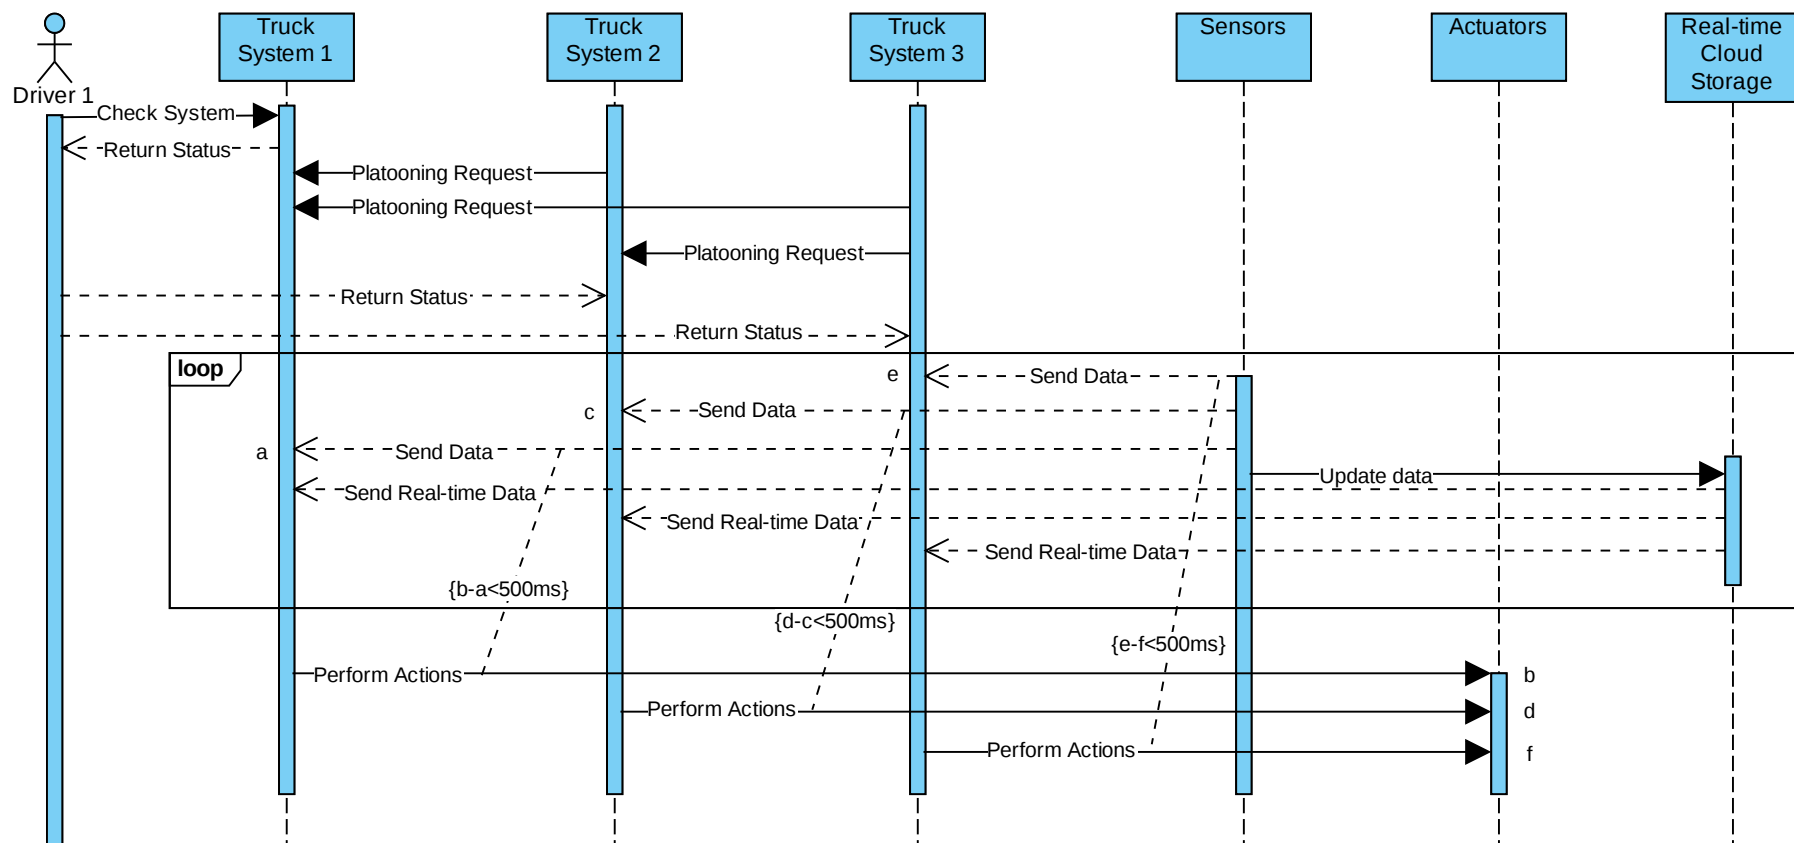 Driver 1
Truck
System 1
Truck
System 2
Truck
System 3
Sensors
Actuators
Real-time
Cloud
Storage
Check System
Return Status
Platooning Request
Platooning Request
Platooning Request
Return Status
Return Status
loop
e
Send Data
c
Send Data
a
Send Data
Update data
Send Real-time Data
Send Real-time Data
Send Real-time Data
{b-a<500ms}
{d-c<500ms}
{e-f<500ms}
Perform Actions
b
Perform Actions
d
Perform Actions
f